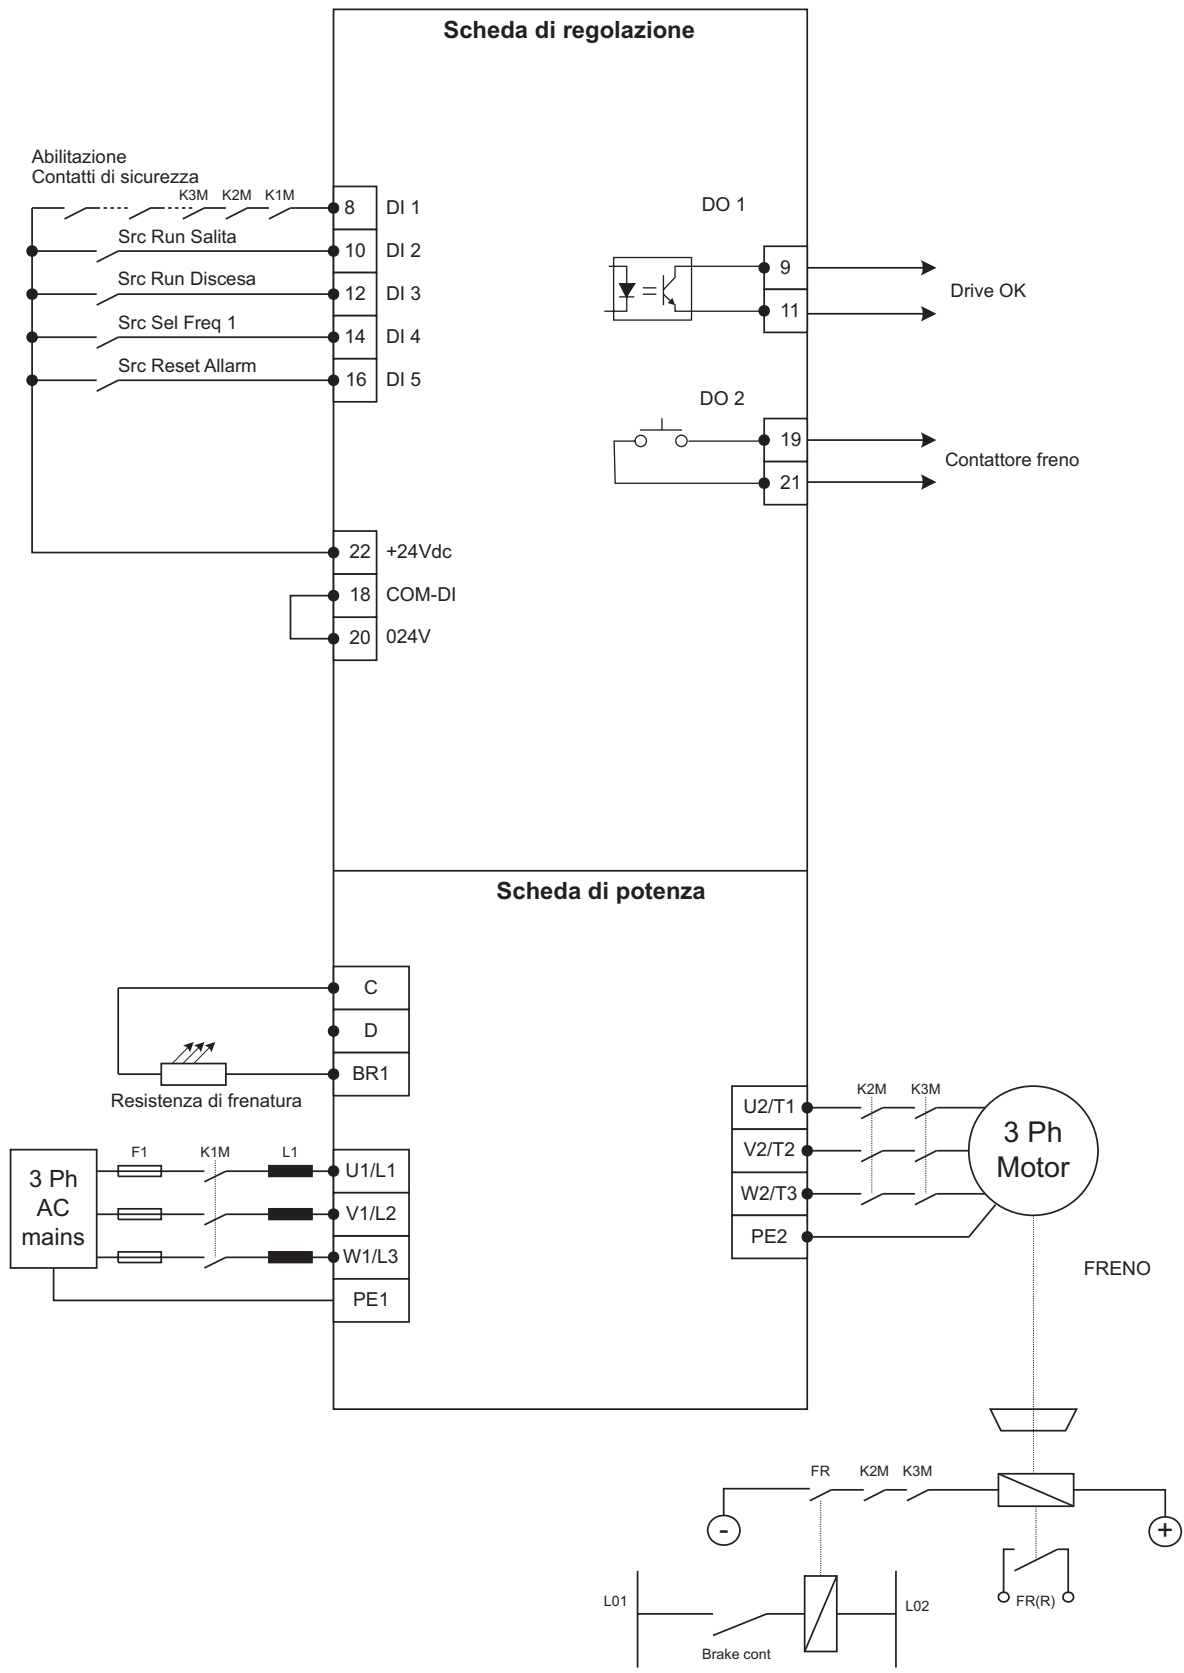 Scheda di regolazione
Abilitazione
Contatti di sicurezza
K3M K2M K1M
8 DI 1
Src Run Salita
10 DI 2
Src Run Discesa
12 DI 3
Src Sel Freq 1
14 DI 4
Src Reset Allarm
16 DI 5
DO 1
9
11
Drive OK
DO 2
19
21
Contattore freno
22 +24Vdc
18 COM-DI
20 024V
Scheda di potenza
C
D
BR1
Resistenza di frenatura
F1 K1M L1
3 Ph
AC
mains
U1/L1
V1/L2
W1/L3
PE1
K2M K3M
U2/T1
V2/T2
W2/T3
PE2
3 Ph
Motor
FRENO
FR K2M K3M
-
+
FR(R)
L01
L02
Brake cont